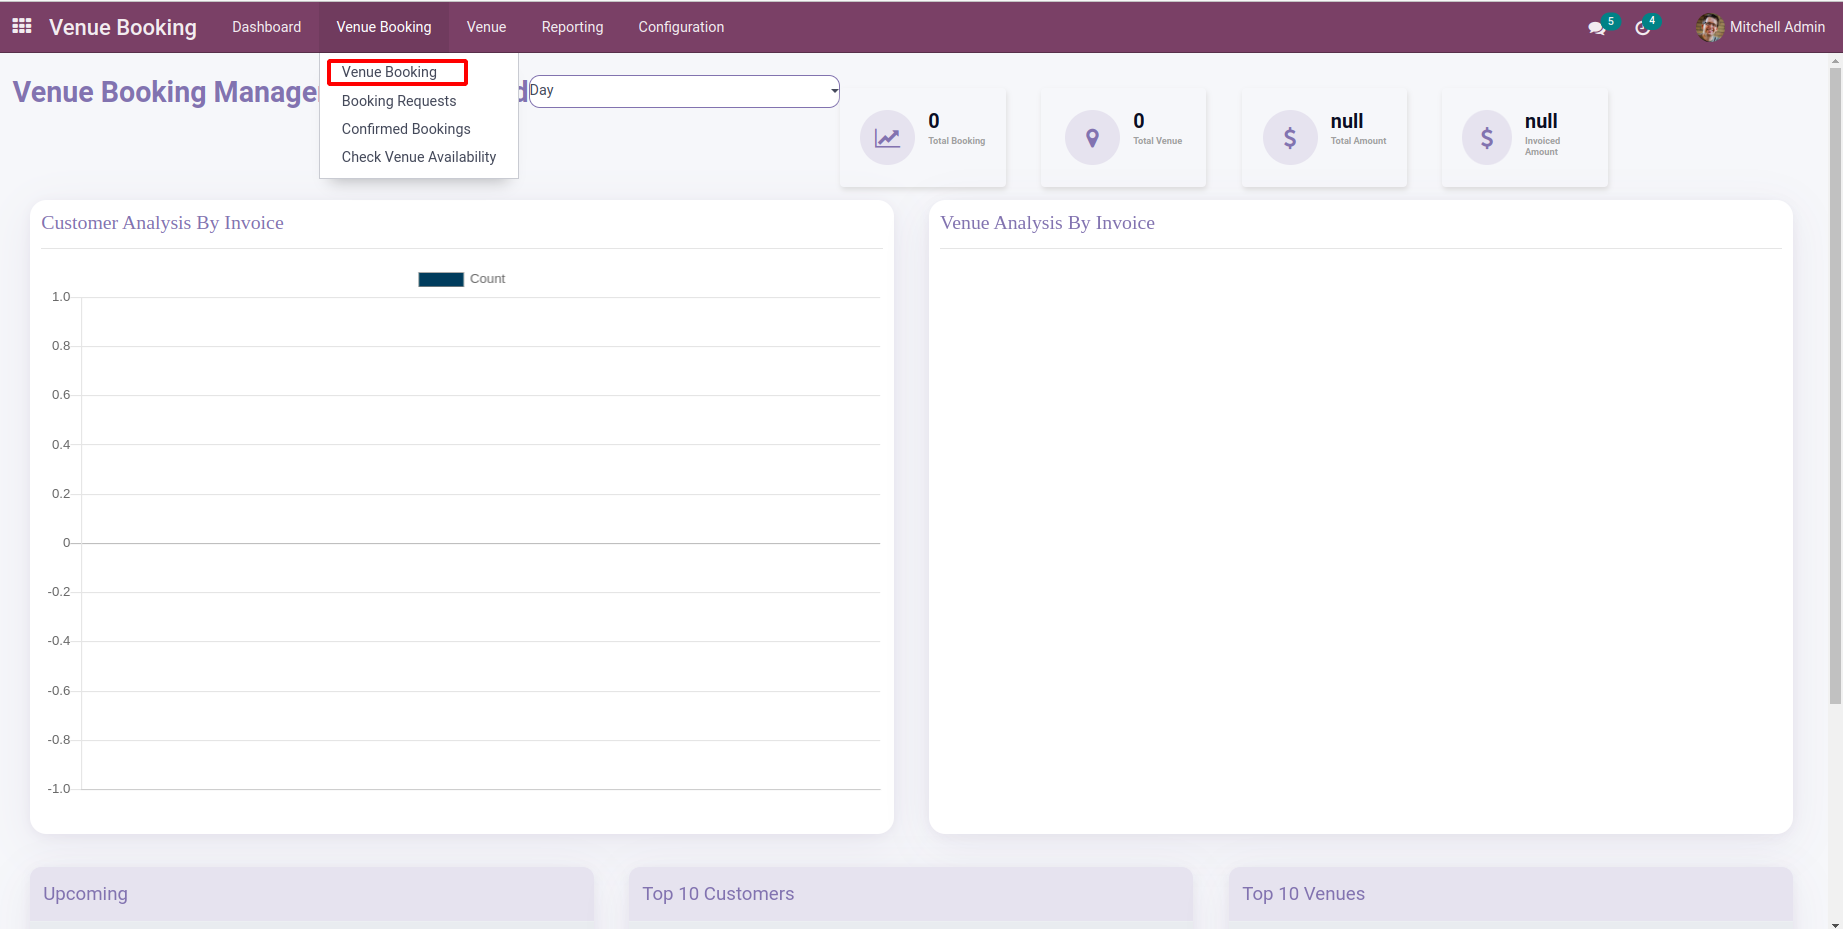 Venue Booking
Dashboard
Venue Booking
Venue
Reporting
Configuration
5
4
Mitchell Admin
Venue Booking
Booking Requests
Confirmed Bookings
Check Venue Availability
Venue Booking
Day
0
Total Booking
0
Total Venue
null
Total Amount
null
Invoiced
Amount
Customer Analysis By Invoice
Count
1.0
0.8
0.6
0.4
0.2
0
-0.2
-0.4
-0.6
-0.8
-1.0
Venue Analysis By Invoice
Upcoming
Top 10 Customers
Top 10 Venues